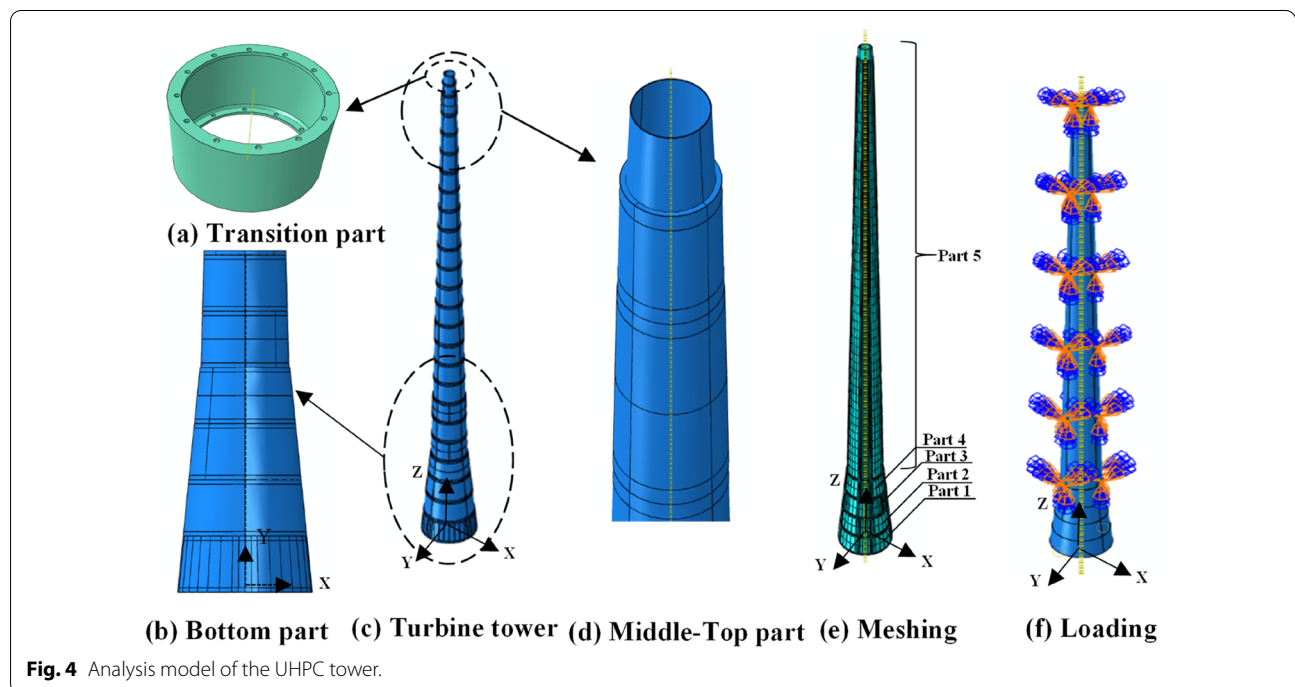 (a) Transition part
Z
Y
X
Y
X
(b) Bottom part
(c) Turbine tower
(d) Middle-Top part
Part 5
Part 4
Part 3
Part 2
Part 1
Z
Y
X
(e) Meshing
Z
Y
X
(f) Loading
Fig. 4 Analysis model of the UHPC tower.